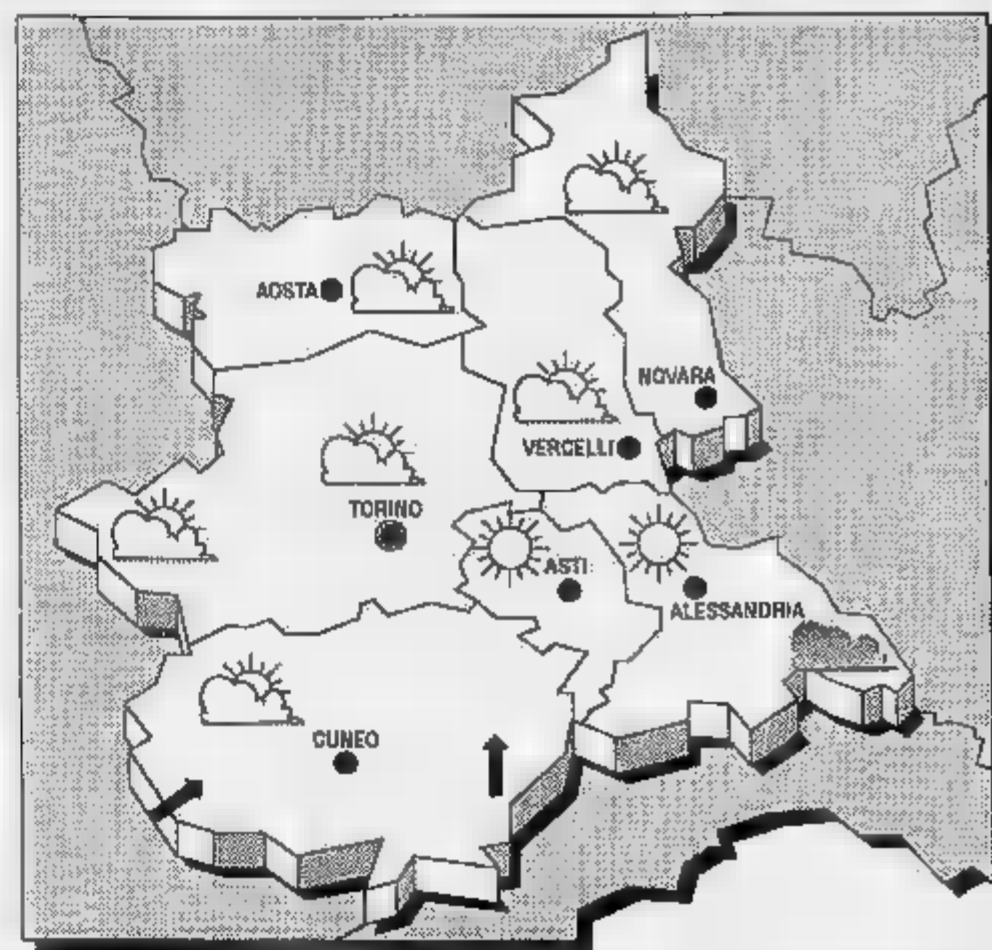 AOSTA
NOVARA
VERCELLI
TORINO
ASTI
ALESSANDRIA
CUNEO